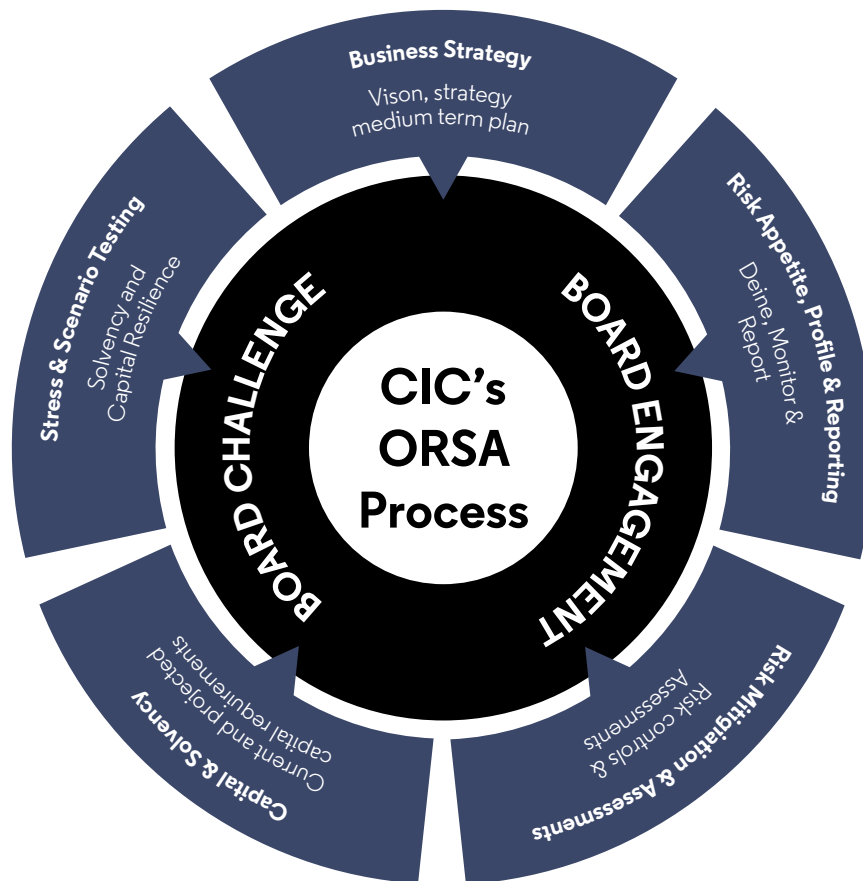 Business Strategy
Vison, strategy
medium term plan
Risk Appetite, Profile & Reporting
Deine, Monitor &
Report
Risk Mitigiation & Assessments
Risk controls &
Assessments
Capital & Solvency
Current and projected
capital requirements
Stress & Scenario Testing
Solvency and
Capital Resilience
BOARD CHALLENGE
BOARD ENGAGEMENT
CIC's
ORSA
Process